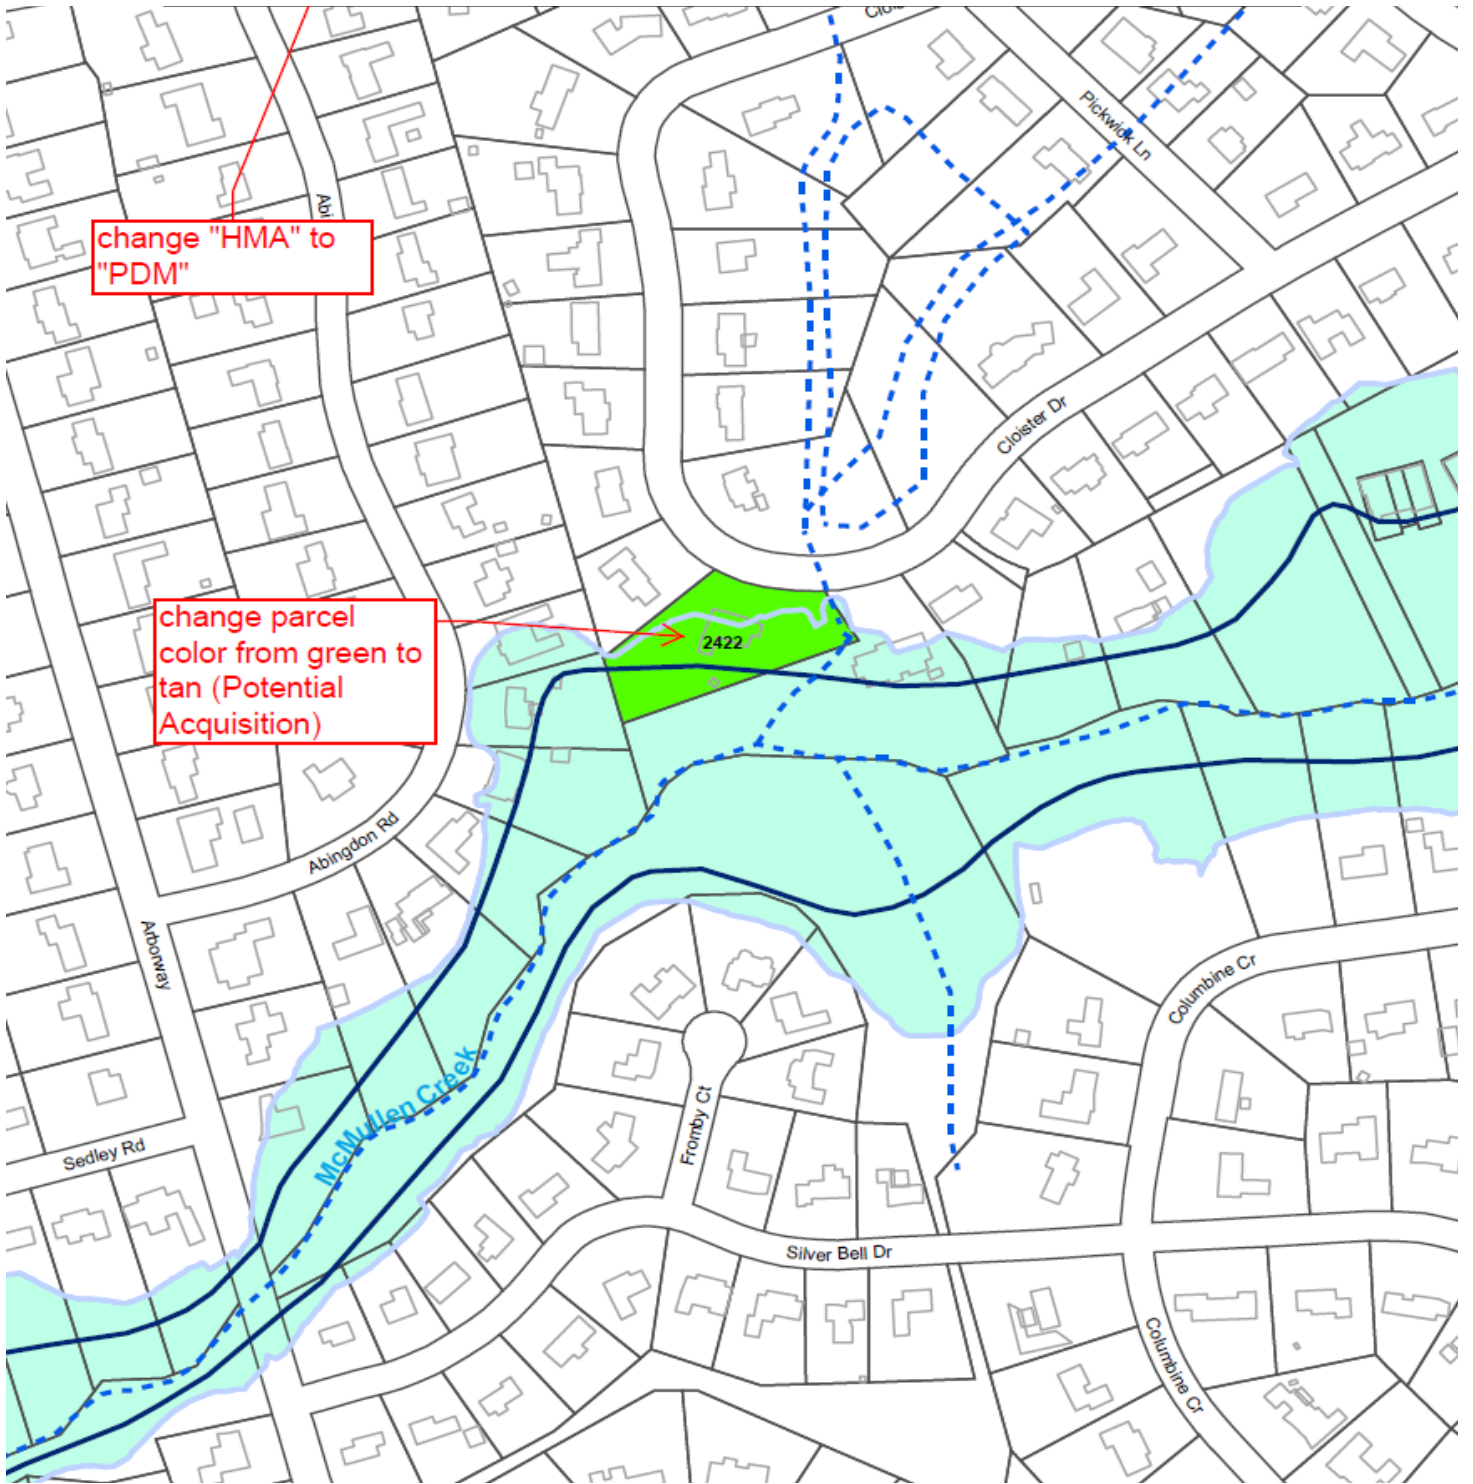 Clois
Pickwick Ln
Abi
change "HMA" to
"PDM"
Cloister Dr
change parcel
color from green to
tan (Potential
Acquisition)
2422
Abingdon Rd
Arborway
Columbine Cr
McMullen Creek
Fromby Ct
Sedley Rd
Silver Bell Dr
Columbine Cr